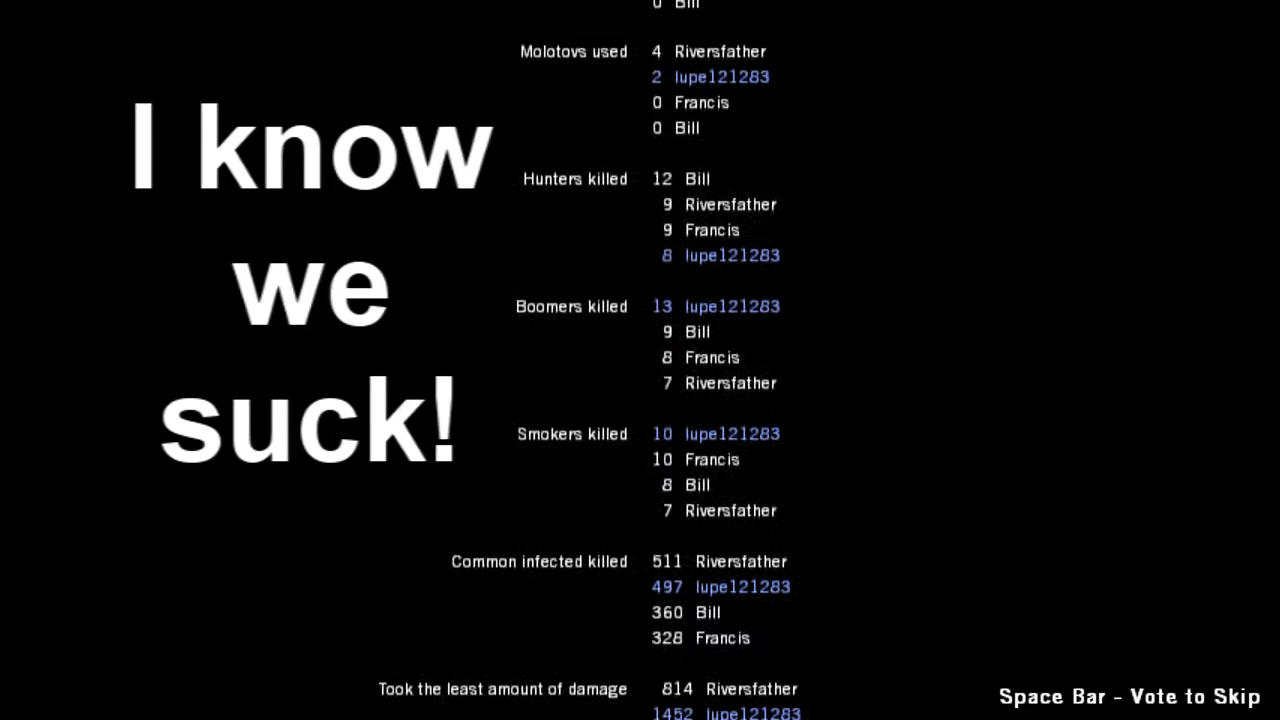 0 Bill
Molotovs used 4 Riversfather
2 lupe121283
0 Francis
0 Bill
I know
we
suck!
Hunters killed 12 Bill
9 Riversfather
9 Francis
8 lupe121283
Boomers killed 13 lupe121283
9 Bill
8 Francis
7 Riversfather
Smokers killed 10 lupe121283
10 Francis
8 Bill
7 Riversfather
Common infected killed 511 Riversfather
497 lupe121283
360 Bill
328 Francis
Took the least amount of damage 814 Riversfather
1452 lupe121283
Space Bar - Vote to Skip